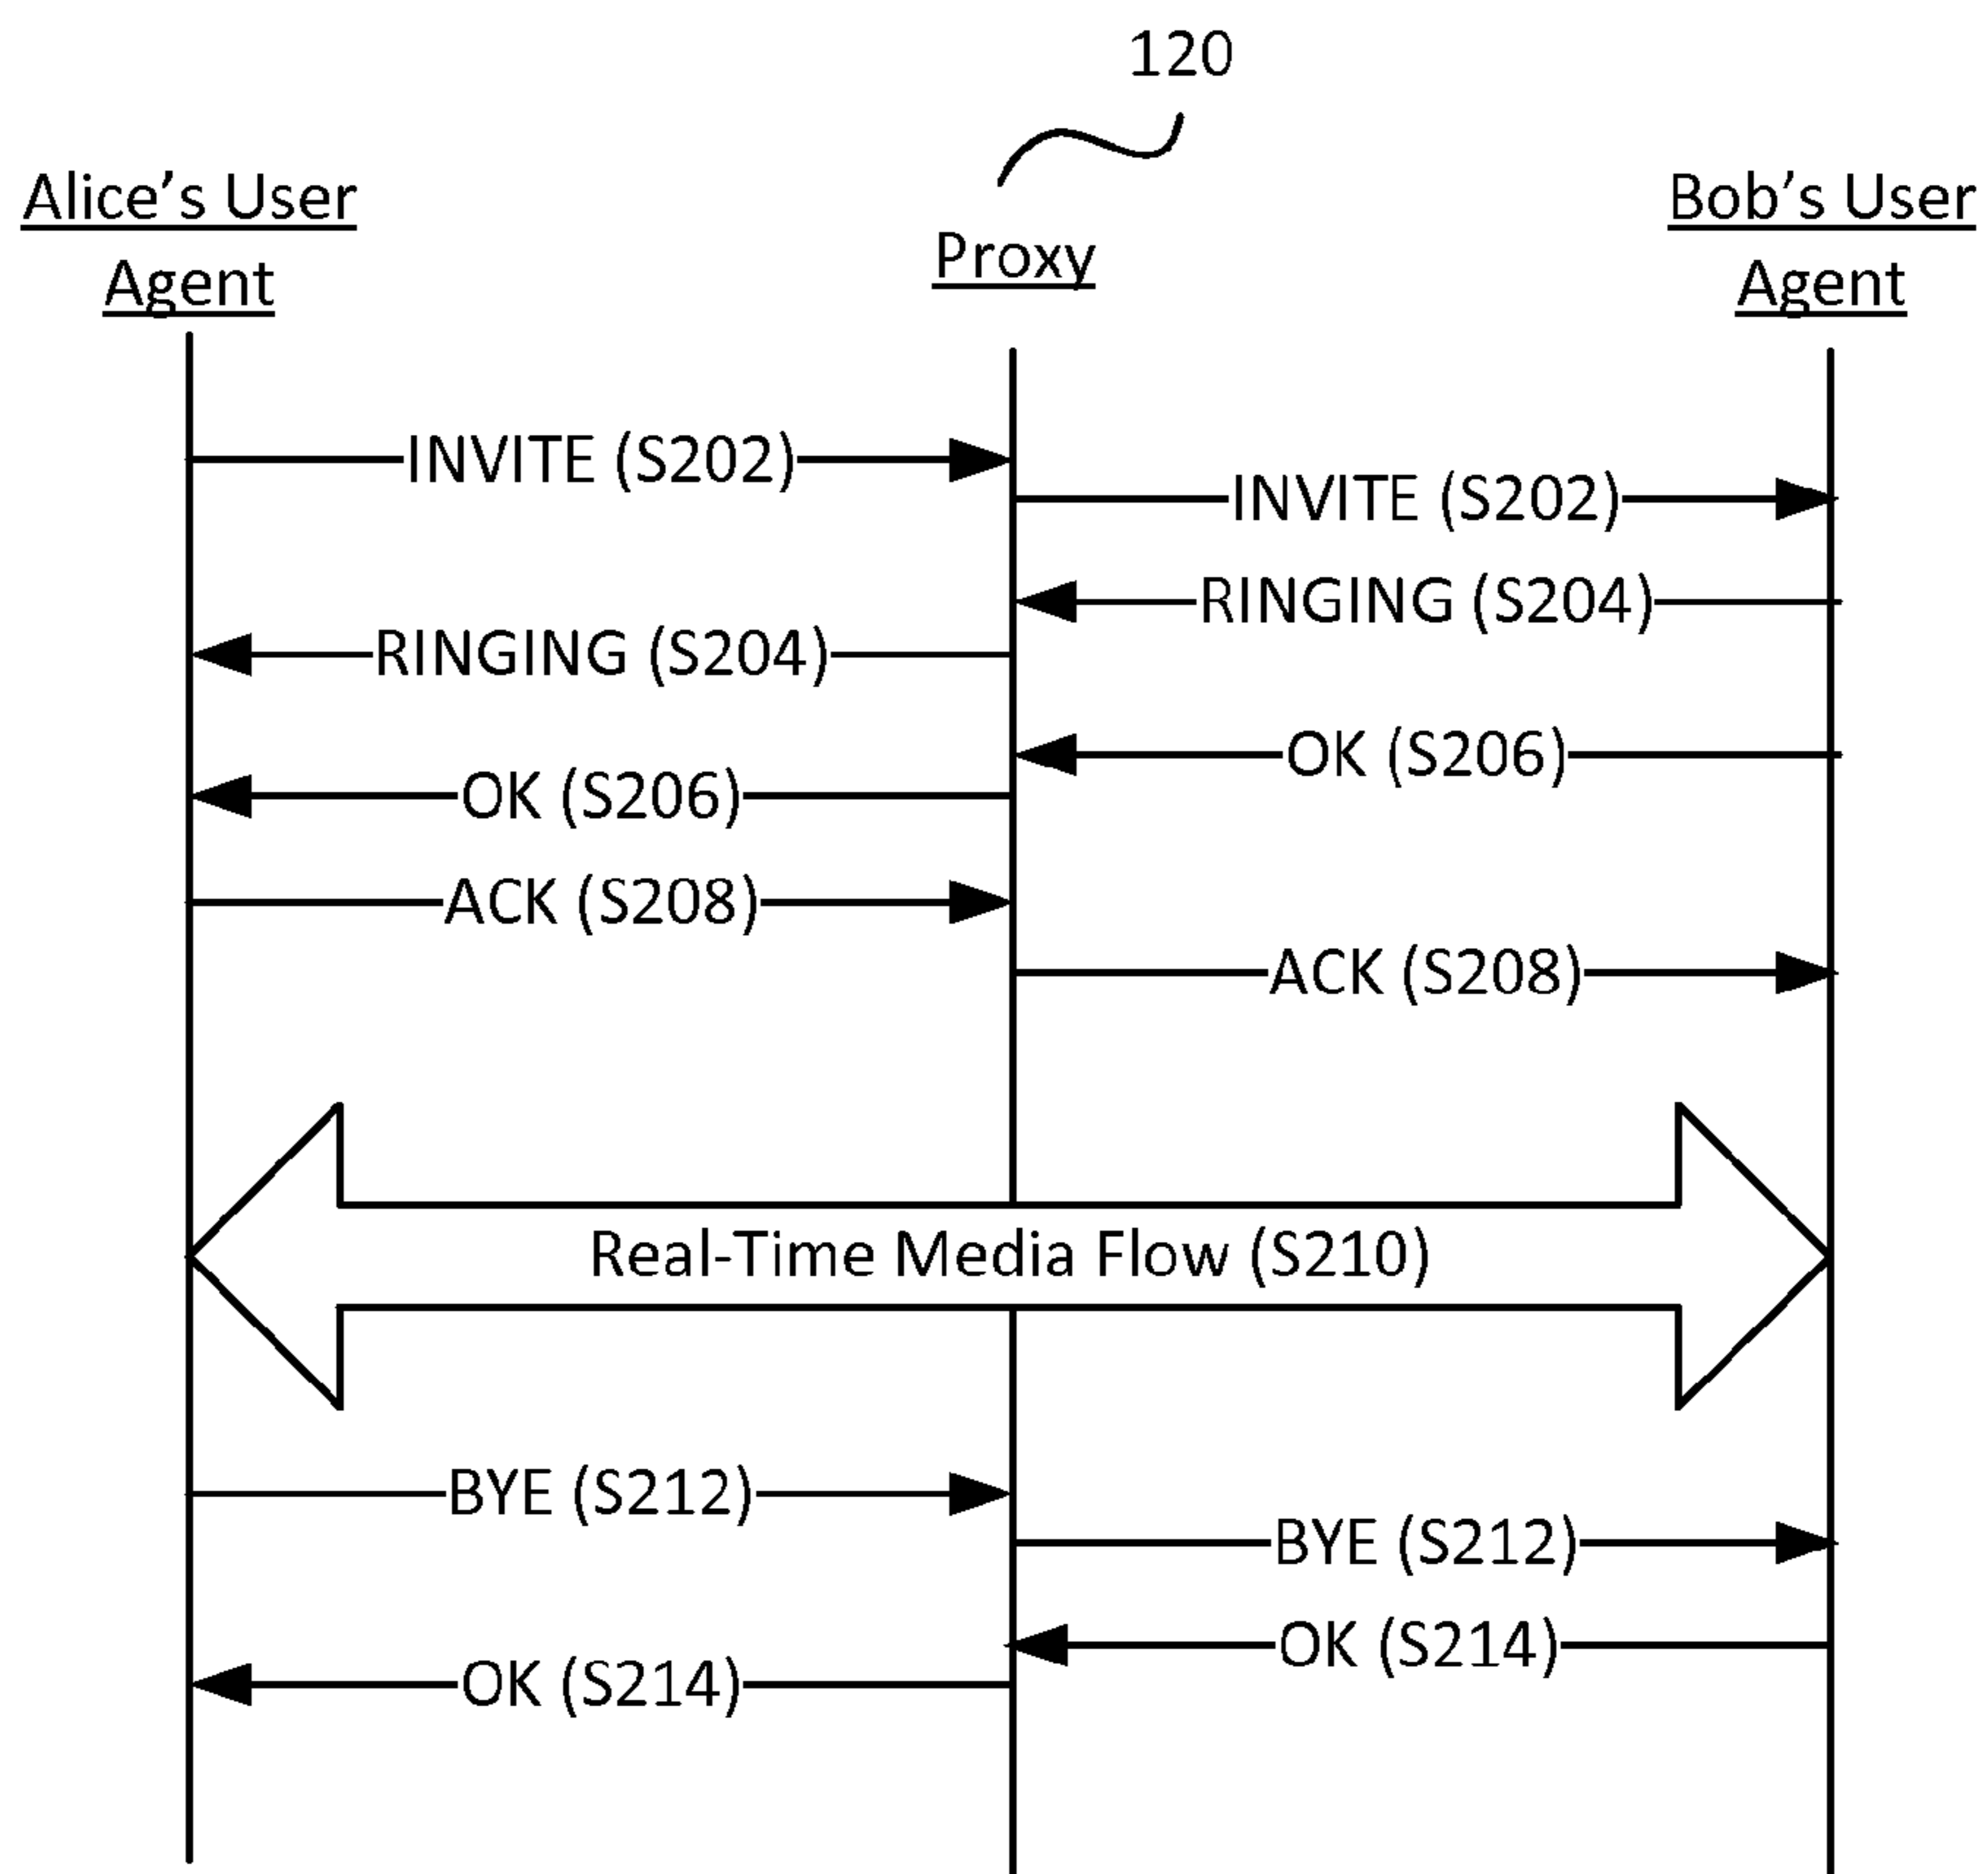 120
Alice’s User
Agent
Proxy
Bob’s User
Agent
INVITE (S202)
INVITE (S202)
RINGING (S204)
RINGING (S204)
OK (S206)
OK (S206)
ACK (S208)
ACK (S208)
Real-Time Media Flow (S210)
BYE (S212)
BYE (S212)
OK (S214)
OK (S214)